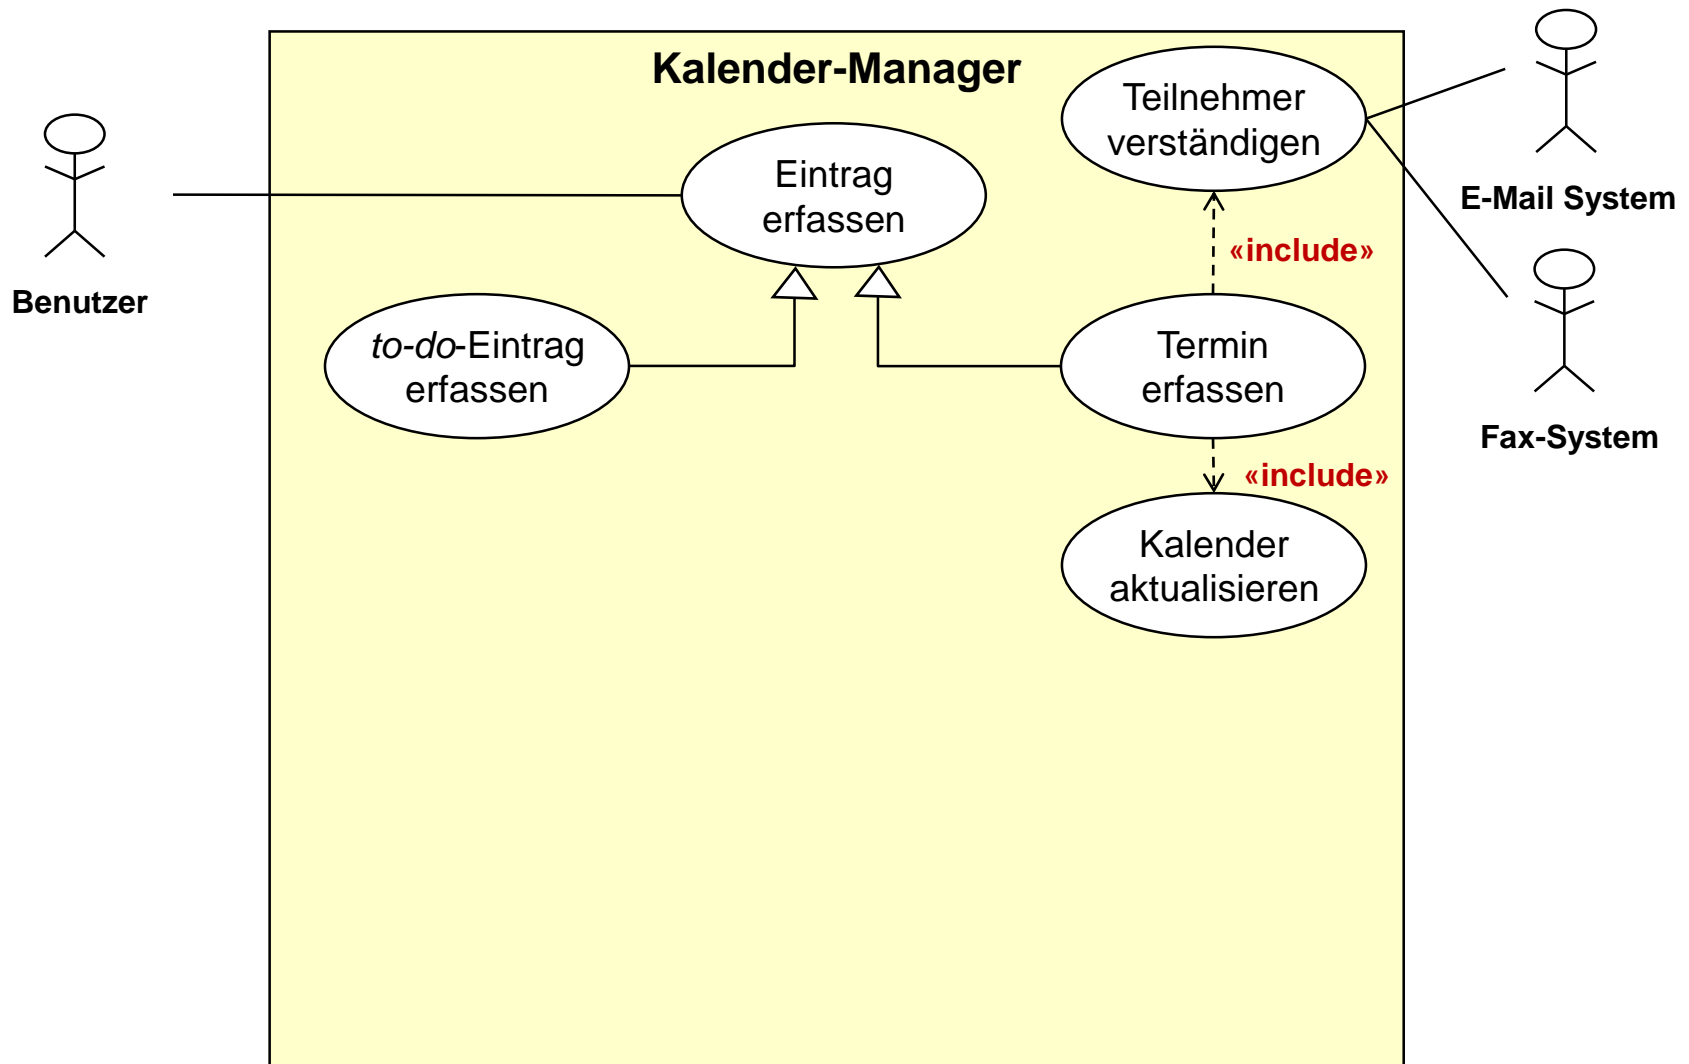 Kalender-Manager
Teilnehmer
verständigen
Eintrag
erfassen
E-Mail System
«include»
Benutzer
to-do-Eintrag
erfassen
Termin
erfassen
Fax-System
«include»
Kalender
aktualisieren